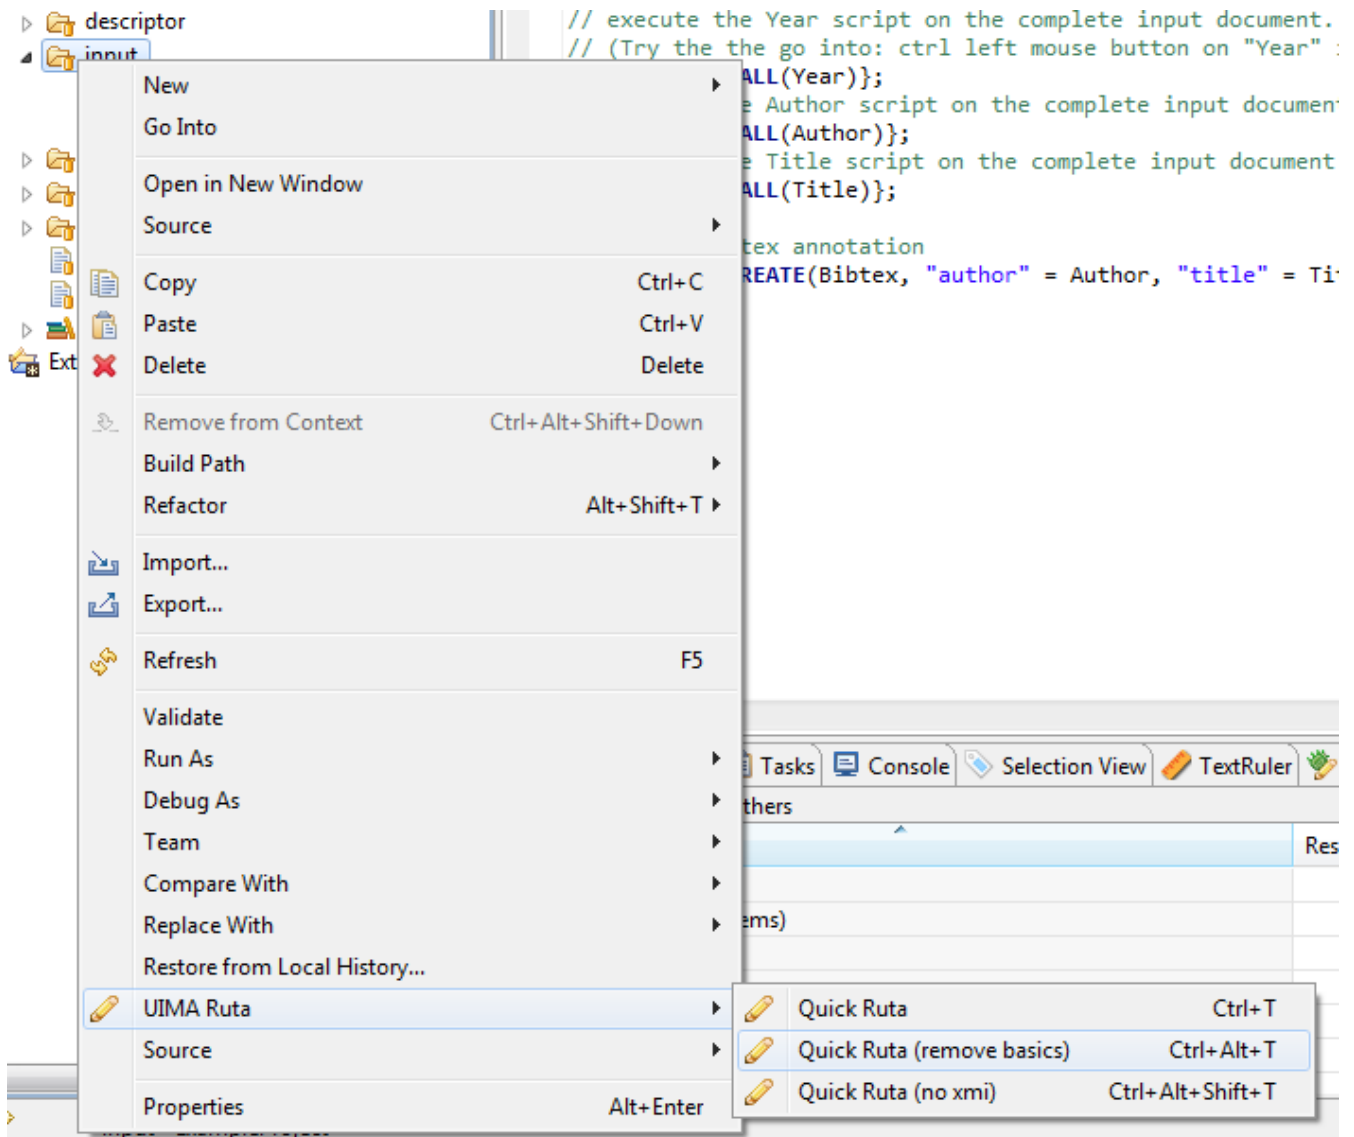 descriptor
input
// execute the Year script on the complete input document.
// (Try the the go into: ctrl left mouse button on "Year"
ALL(Year)};
e Author script on the complete input documen
ALL(Author)};
e Title script on the complete input document
ALL(Title)};
tex annotation
REATE(Bibtex, "author" = Author, "title" = Ti
Ext
New
Go Into
Open in New Window
Source
Copy Ctrl+C
Paste Ctrl+V
Delete Delete
Remove from Context Ctrl+Alt+Shift+Down
Build Path
Refactor Alt+Shift+T
Import...
Export...
Refresh F5
Validate
Run As
Debug As
Team
Compare With
Replace With
Restore from Local History...
UIMA Ruta
Source
Properties Alt+Enter
Tasks Console Selection View TextRuler
thers
Res
ems)
Quick Ruta Ctrl+T
Quick Ruta (remove basics) Ctrl+Alt+T
Quick Ruta (no xmi) Ctrl+Alt+Shift+T